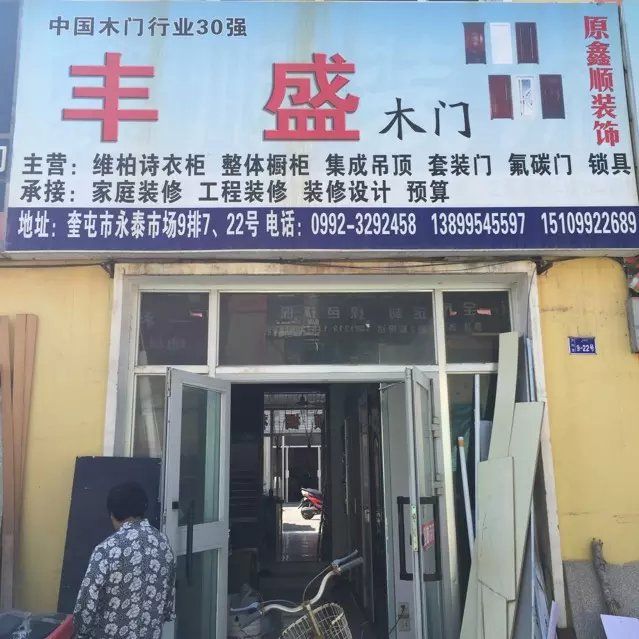 中国木门行业30强
丰盛木门
原鑫顺装饰
主营：维柏诗衣柜 整体橱柜 集成吊顶 套装门 氟碳门 锁具
承接：家庭装修 工程装修 装修设计 预算
地址：奎屯市永泰市场9排7、22号 电话：0992-3292458 13899545597 15109922689
9-22号